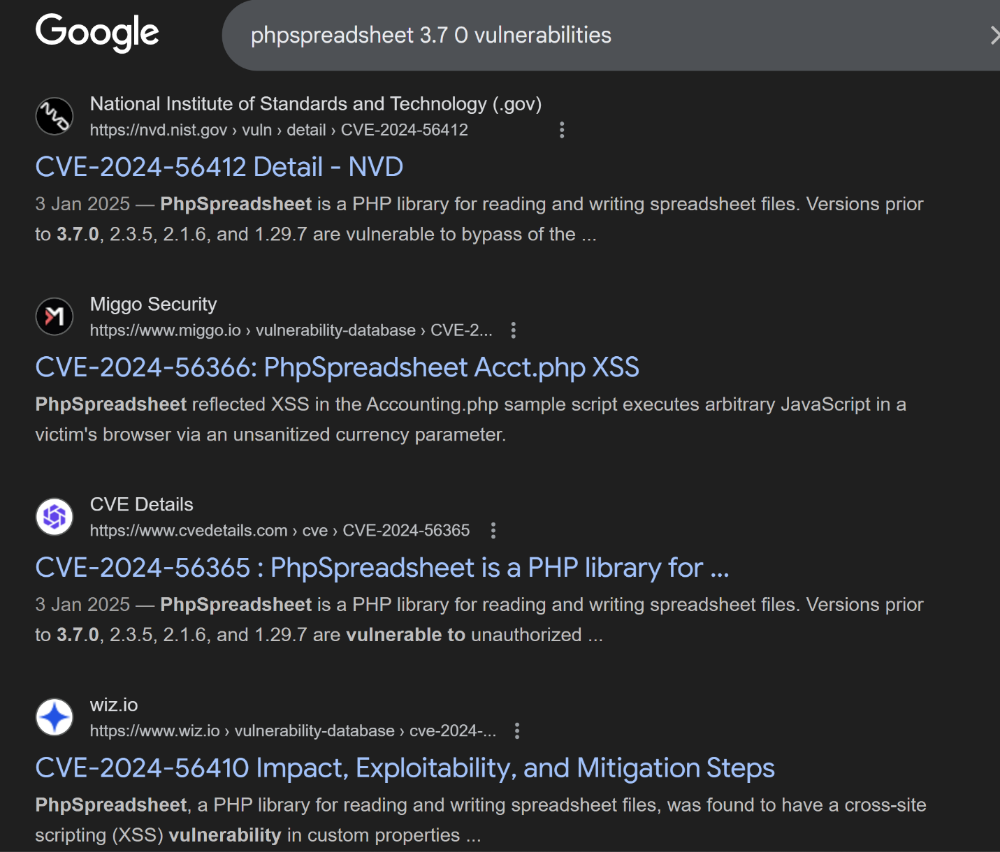 Google
phpspreadsheet 3.7 0 vulnerabilities
NVD
National Institute of Standards and Technology (.gov)
https://nvd.nist.gov › vuln › detail › CVE-2024-56412
CVE-2024-56412 Detail - NVD
3 Jan 2025 — PhpSpreadsheet is a PHP library for reading and writing spreadsheet files. Versions prior
to 3.7.0, 2.3.5, 2.1.6, and 1.29.7 are vulnerable to bypass of the ...
Miggo Security
https://www.miggo.io › vulnerability-database › CVE-2...
CVE-2024-56366: PhpSpreadsheet Acct.php XSS
PhpSpreadsheet reflected XSS in the Accounting.php sample script executes arbitrary JavaScript in a
victim's browser via an unsanitized currency parameter.
CVE Details
https://www.cvedetails.com › cve › CVE-2024-56365
CVE-2024-56365 : PhpSpreadsheet is a PHP library for ...
3 Jan 2025 — PhpSpreadsheet is a PHP library for reading and writing spreadsheet files. Versions prior
to 3.7.0, 2.3.5, 2.1.6, and 1.29.7 are vulnerable to unauthorized ...
wiz.io
https://www.wiz.io › vulnerability-database › cve-2024-...
CVE-2024-56410 Impact, Exploitability, and Mitigation Steps
PhpSpreadsheet, a PHP library for reading and writing spreadsheet files, was found to have a cross-site
scripting (XSS) vulnerability in custom properties ...